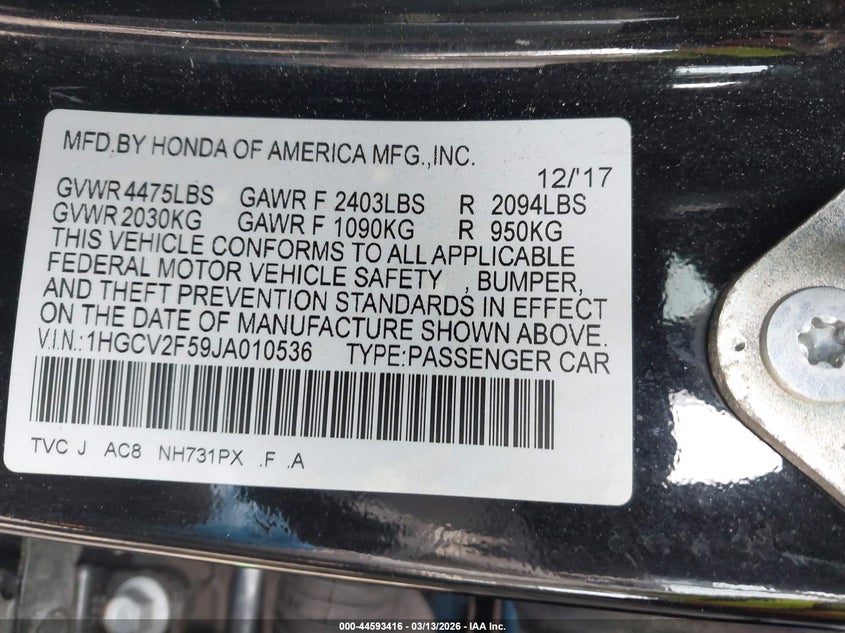 MFD.BY HONDA OF AMERICA MFG.,INC.
12/'17
GVWR 4475LBS GAWR F 2403LBS R 2094LBS
GVWR 2030KG GAWR F 1090KG R 950KG
THIS VEHICLE CONFORMS TO ALL APPLICABLE
FEDERAL MOTOR VEHICLE SAFETY , BUMPER,
AND THEFT PREVENTION STANDARDS IN EFFECT
ON THE DATE OF MANUFACTURE SHOWN ABOVE.
V.I.N.:1HGCV2F59JA010536 TYPE:PASSENGER CAR
TVC J AC8 NH731PX .F .A
000-44593416 - 03/13/2026 - IAA Inc.